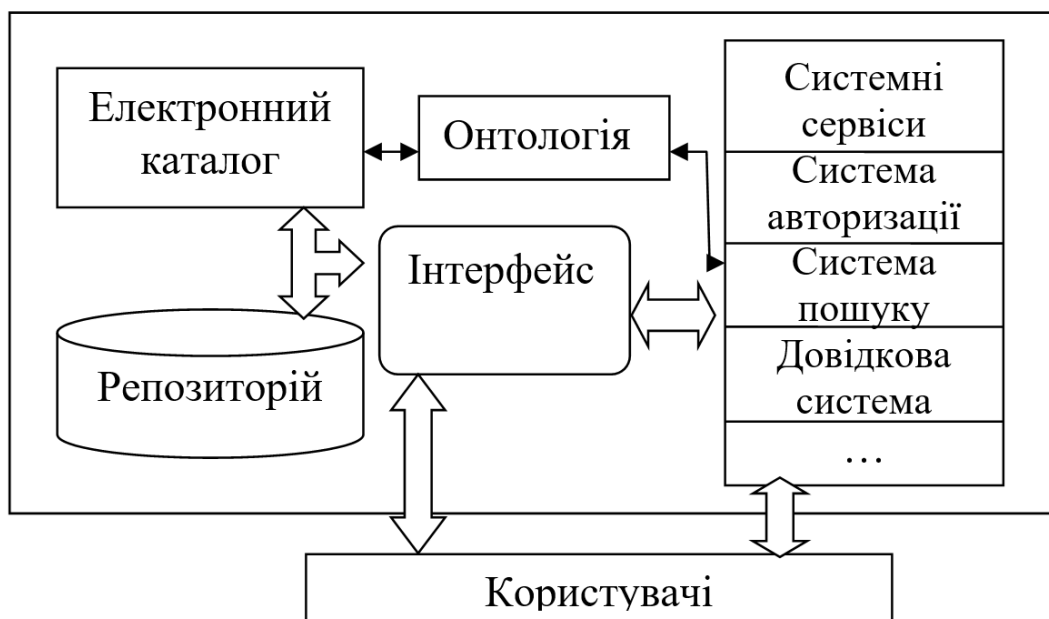 Електронний
каталог
Онтологія
Системні
сервіси
Система
авторизації
Система
пошуку
Довідкова
система
…
Інтерфейс
Репозиторій
Користувачі